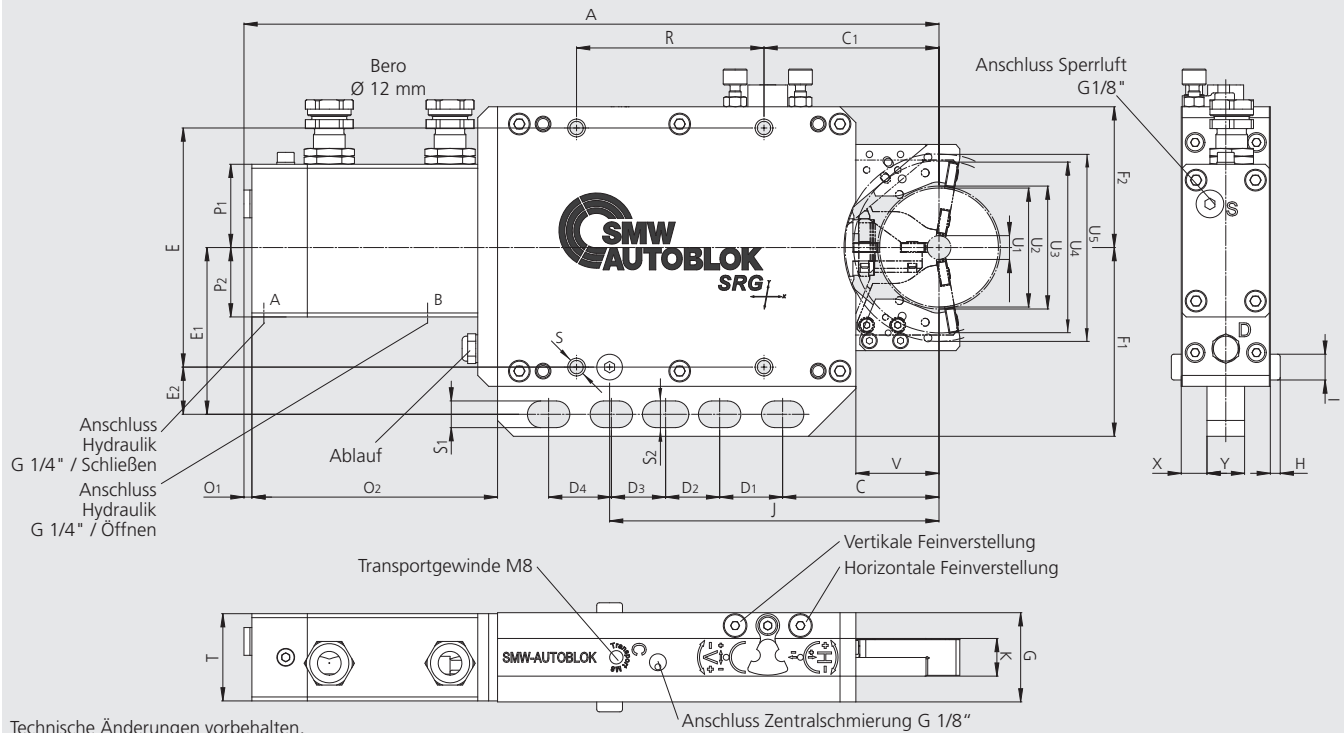 A
R
C1
Bero
Ø 12 mm
Anschluss Sperrluft
G1/8"
E
P1
P2
E1
E2
A
B
SMW
AUTOBLOK
SRG
Y
x
S
S1
S2
U1
U2
U3
U4
U5
F2
F1
S
D
I
X
Y
H
Anschluss
Hydraulik
G 1/4" / Schließen
Anschluss
Hydraulik
G 1/4" / Öffnen
Ablauf
O1
O2
D4
D3
D2
D1
C
V
J
Transportgewinde M8
Vertikale Feinverstellung
Horizontale Feinverstellung
T
SMW-AUTOBLOK
Transport
M8
C
V
H
K
G
Anschluss Zentralschmierung G 1/8“
Technische Änderungen vorbehalten.